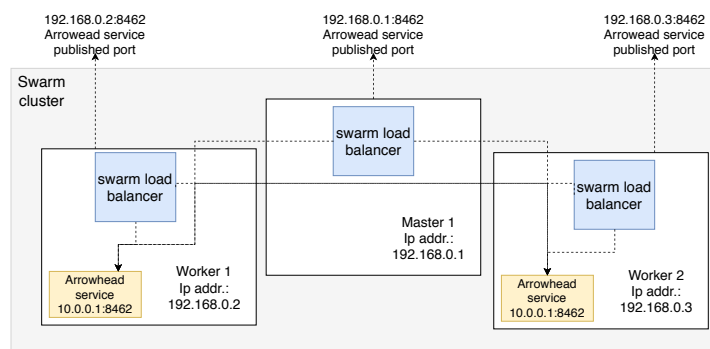 192.168.0.2:8462
Arrowead service
published port
192.168.0.1:8462
Arrowead service
published port
192.168.0.3:8462
Arrowead service
published port
Swarm
cluster
swarm load
balancer
swarm load
balancer
swarm load
balancer
Master 1
Ip addr.:
192.168.0.1
Arrowhead
service
10.0.0.1:8462
Worker 1
Ip addr.:
192.168.0.2
Arrowhead
service
10.0.0.1:8462
Worker 2
Ip addr.:
192.168.0.3